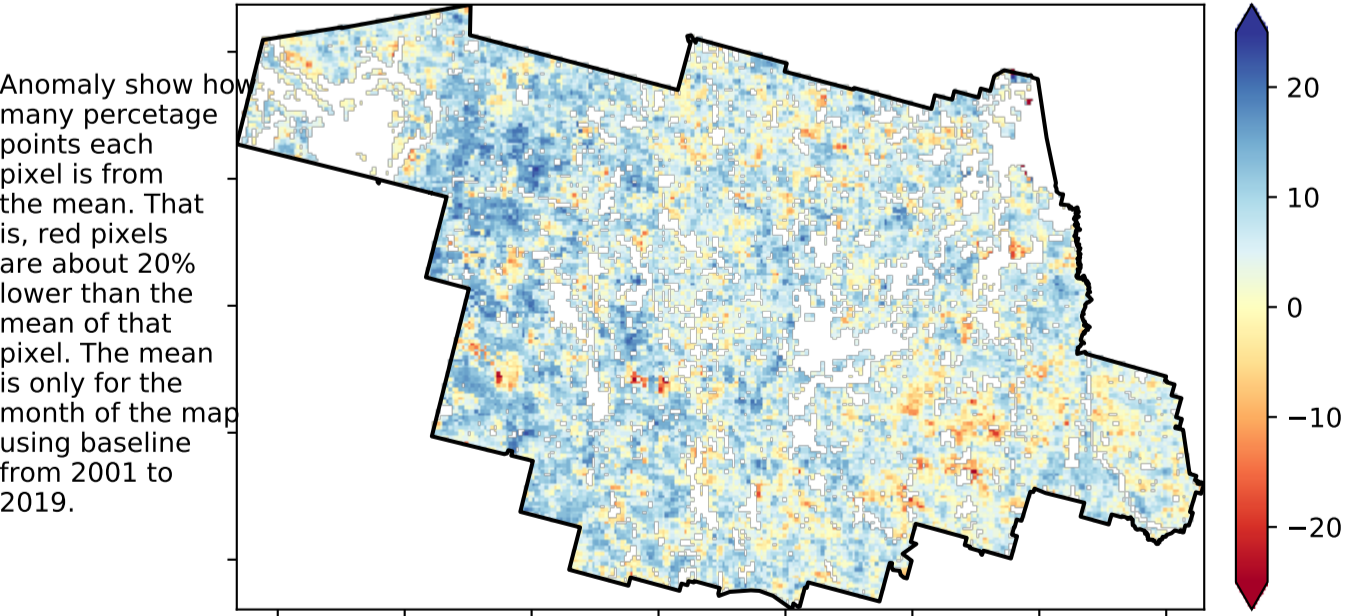 Anomaly show how
many percetage
points each
pixel is from
the mean. That
is, red pixels
are about 20%
lower than the
mean of that
pixel. The mean
is only for the
month of the map
using baseline
from 2001 to
2019.
20
10
0
−10
−20